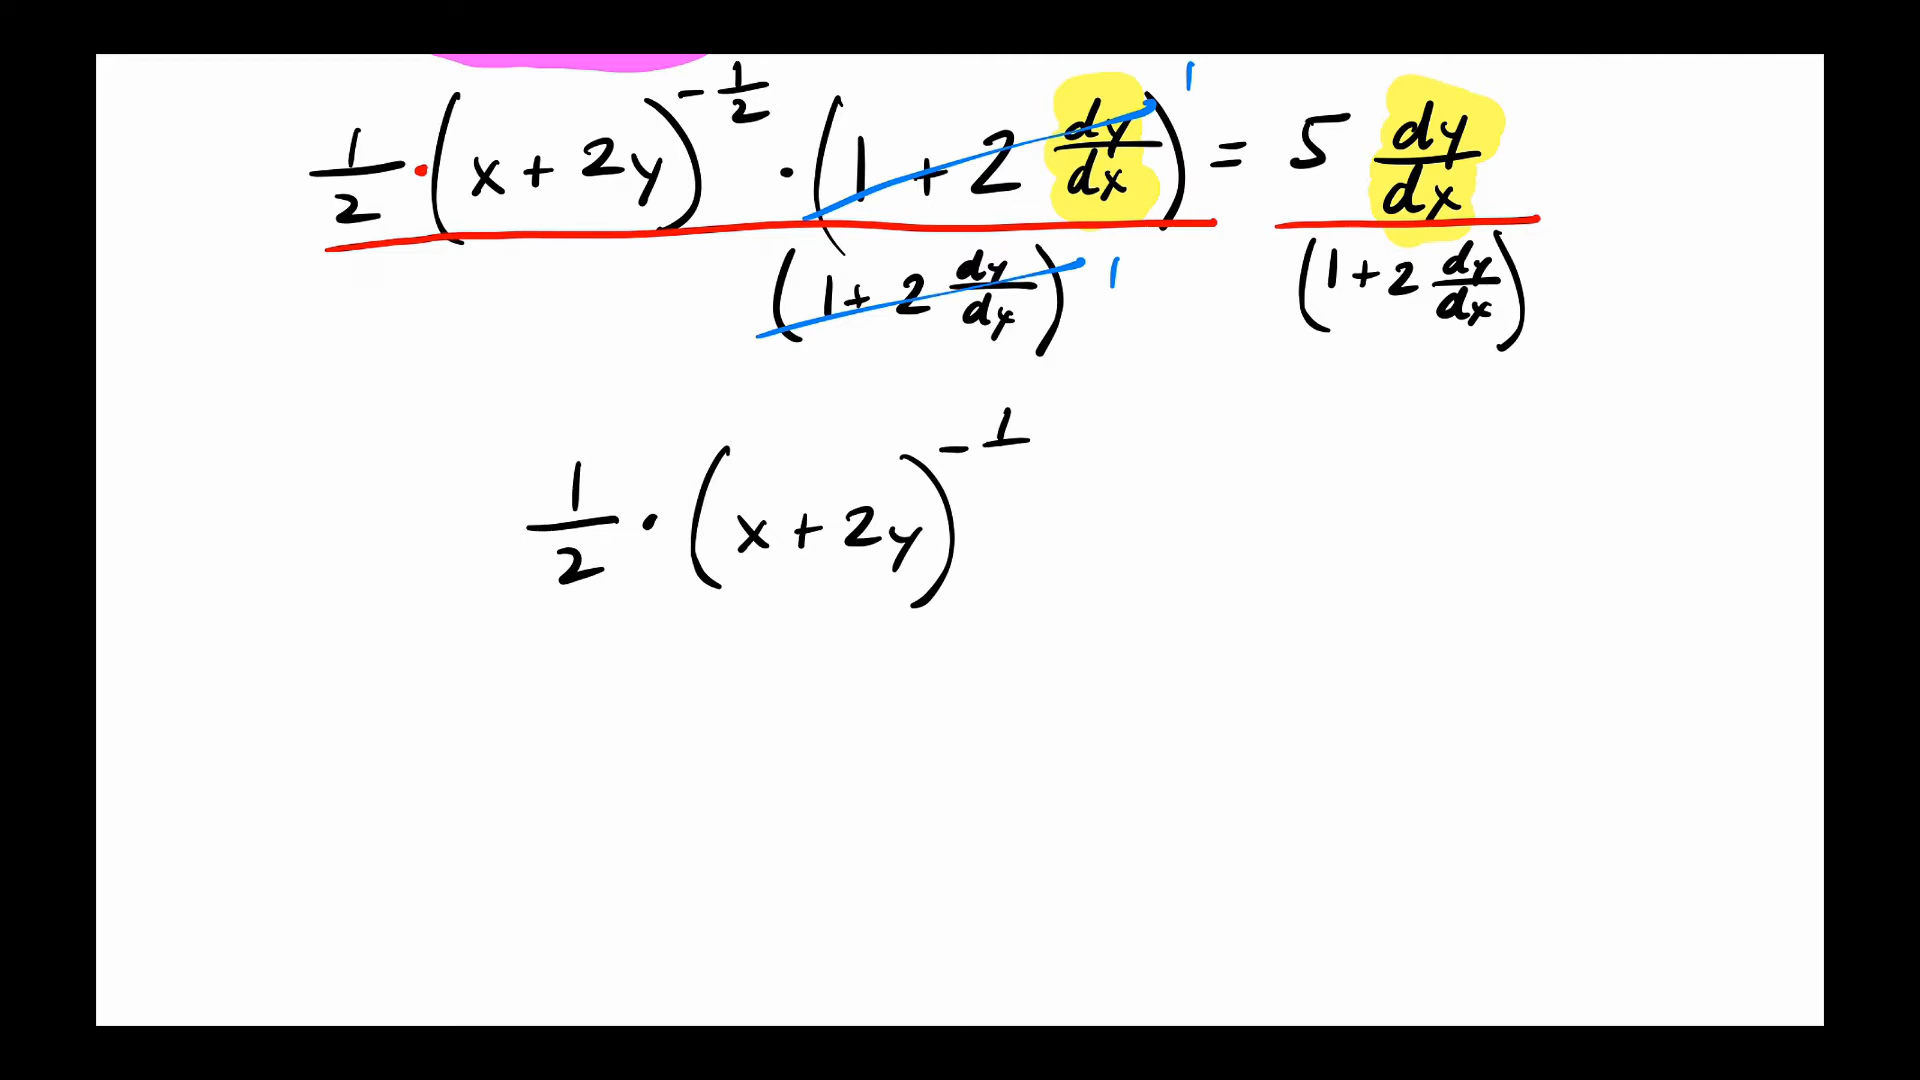 1/2 · (x + 2y)^-1/2 · (1 + 2 dy/dx) 1 = 5 dy/dx
(1 + 2 dy/dx) 1 (1 + 2 dy/dx)
1/2 · (x + 2y)^-1/